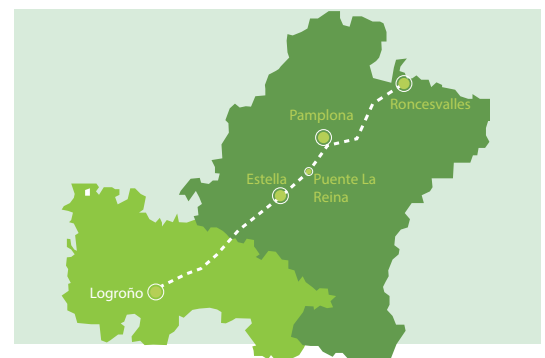 Roncesvalles
Pamplona
Estella
Puente La
Reina
Logroño